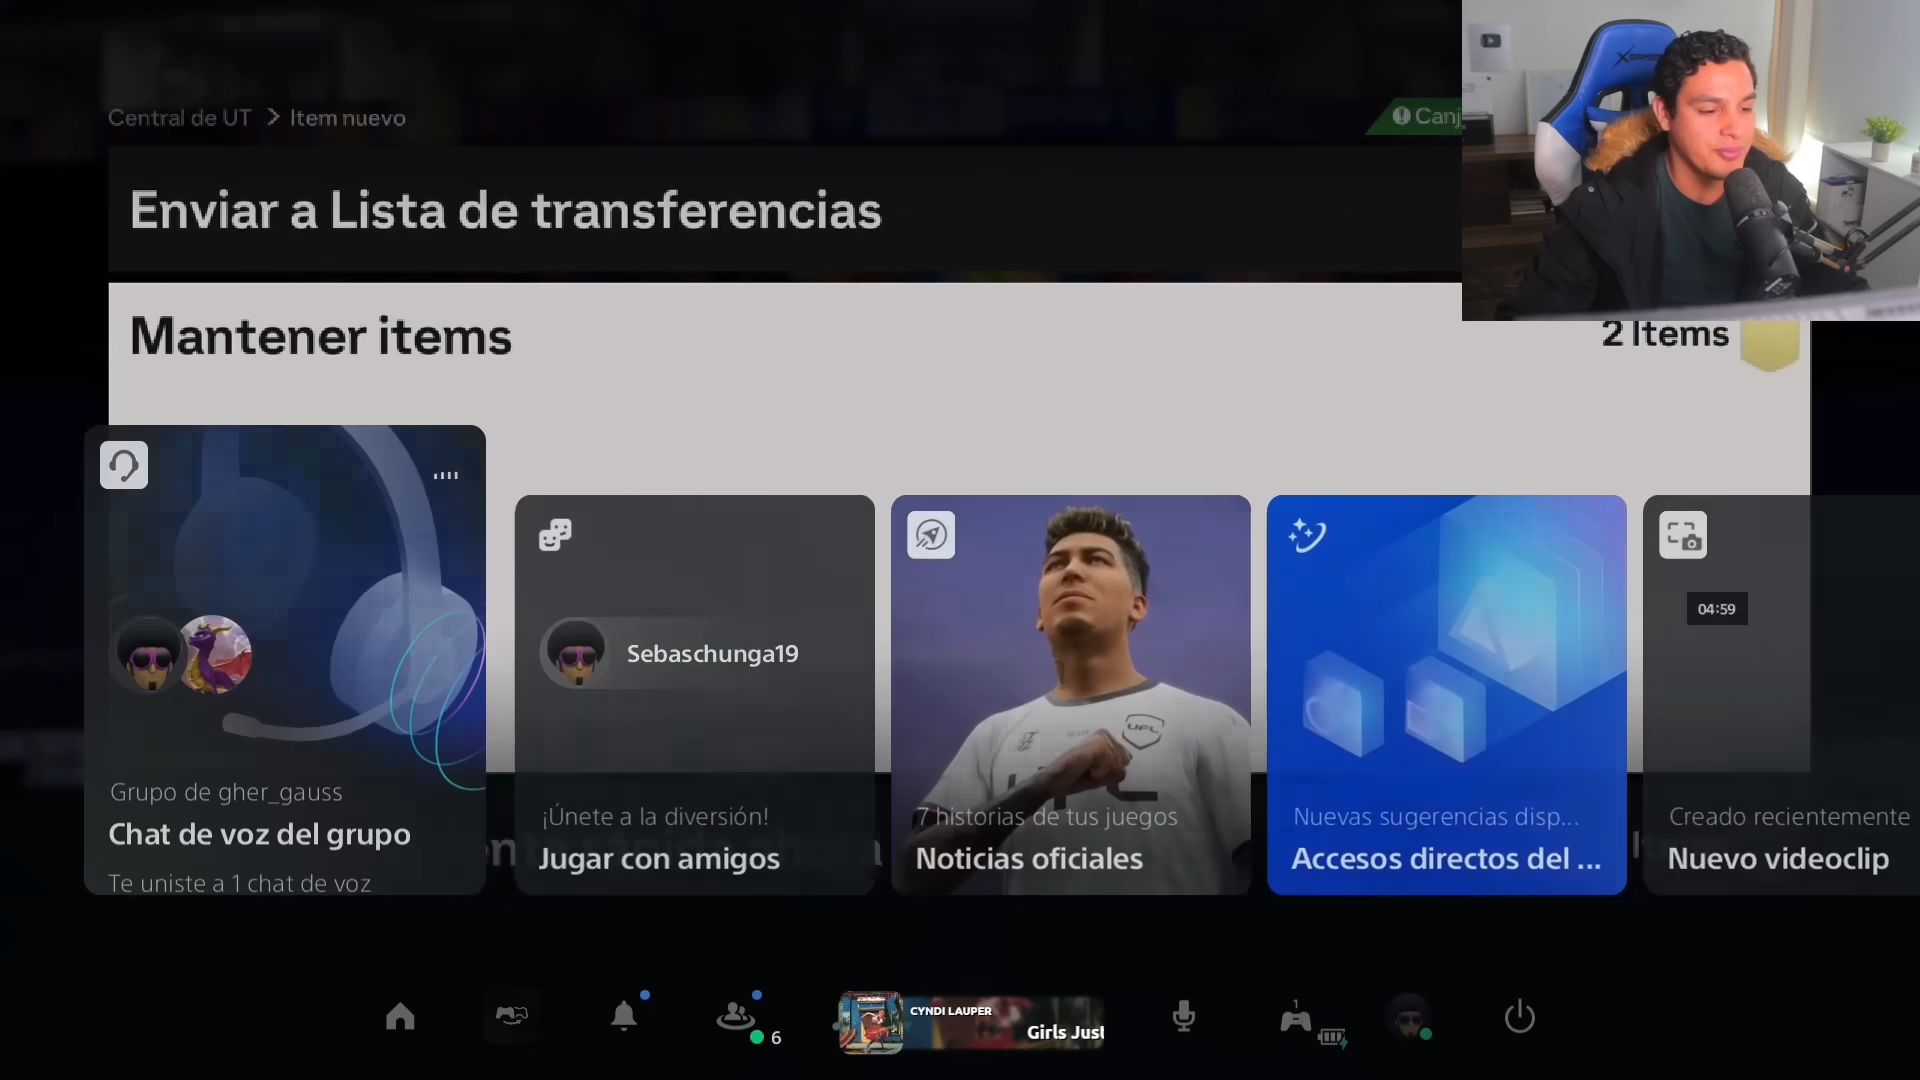 Central de UT > Item nuevo
Canj
Enviar a Lista de transferencias
Mantener items
2 Items
04:59
Sebaschunga19
UFL
Grupo de gher_gauss
Chat de voz del grupo
Te uniste a 1 chat de voz
¡Únete a la diversión!
Jugar con amigos
7 historias de tus juegos
Noticias oficiales
Nuevas sugerencias disp...
Accesos directos del ...
Creado recientemente
Nuevo videoclip
6
CYNDI LAUPER
Girls Just
1